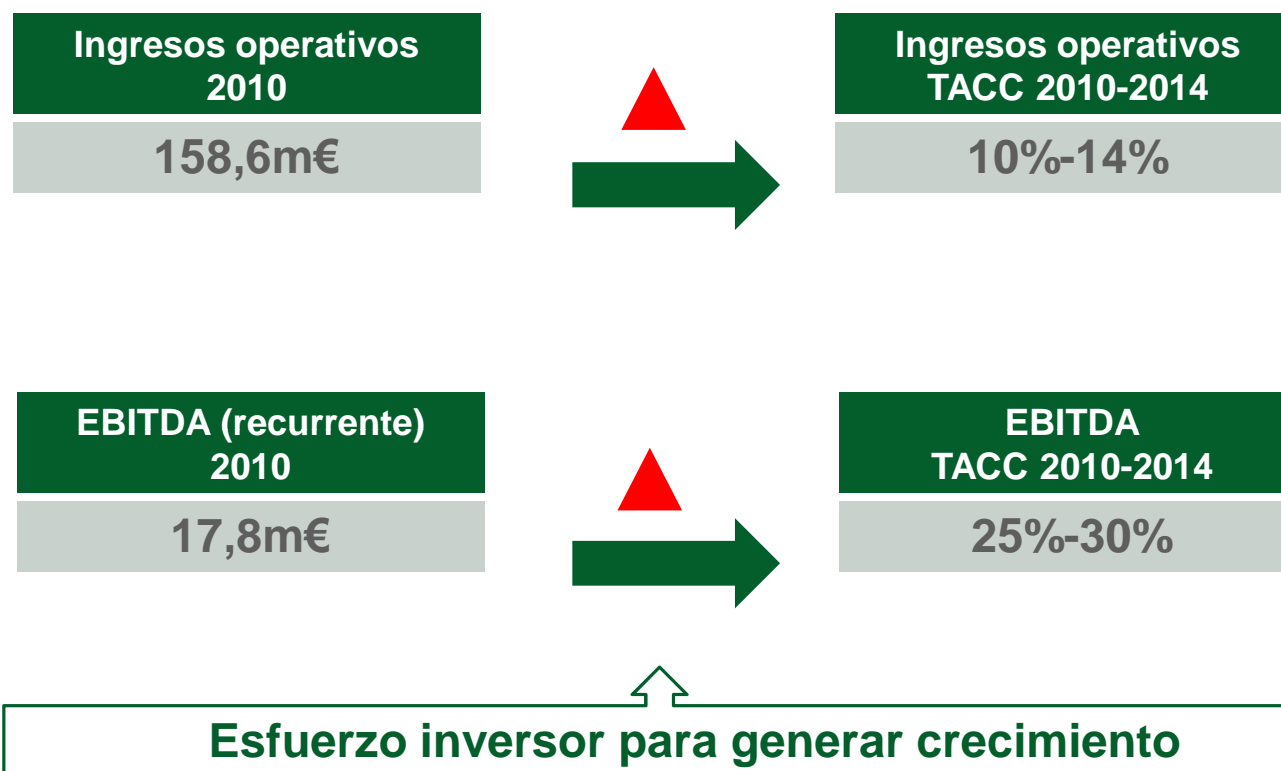 Ingresos operativos
2010
158,6m€
Ingresos operativos
TACC 2010-2014
10%-14%
EBITDA (recurrente)
2010
17,8m€
EBITDA
TACC 2010-2014
25%-30%
Esfuerzo inversor para generar crecimiento